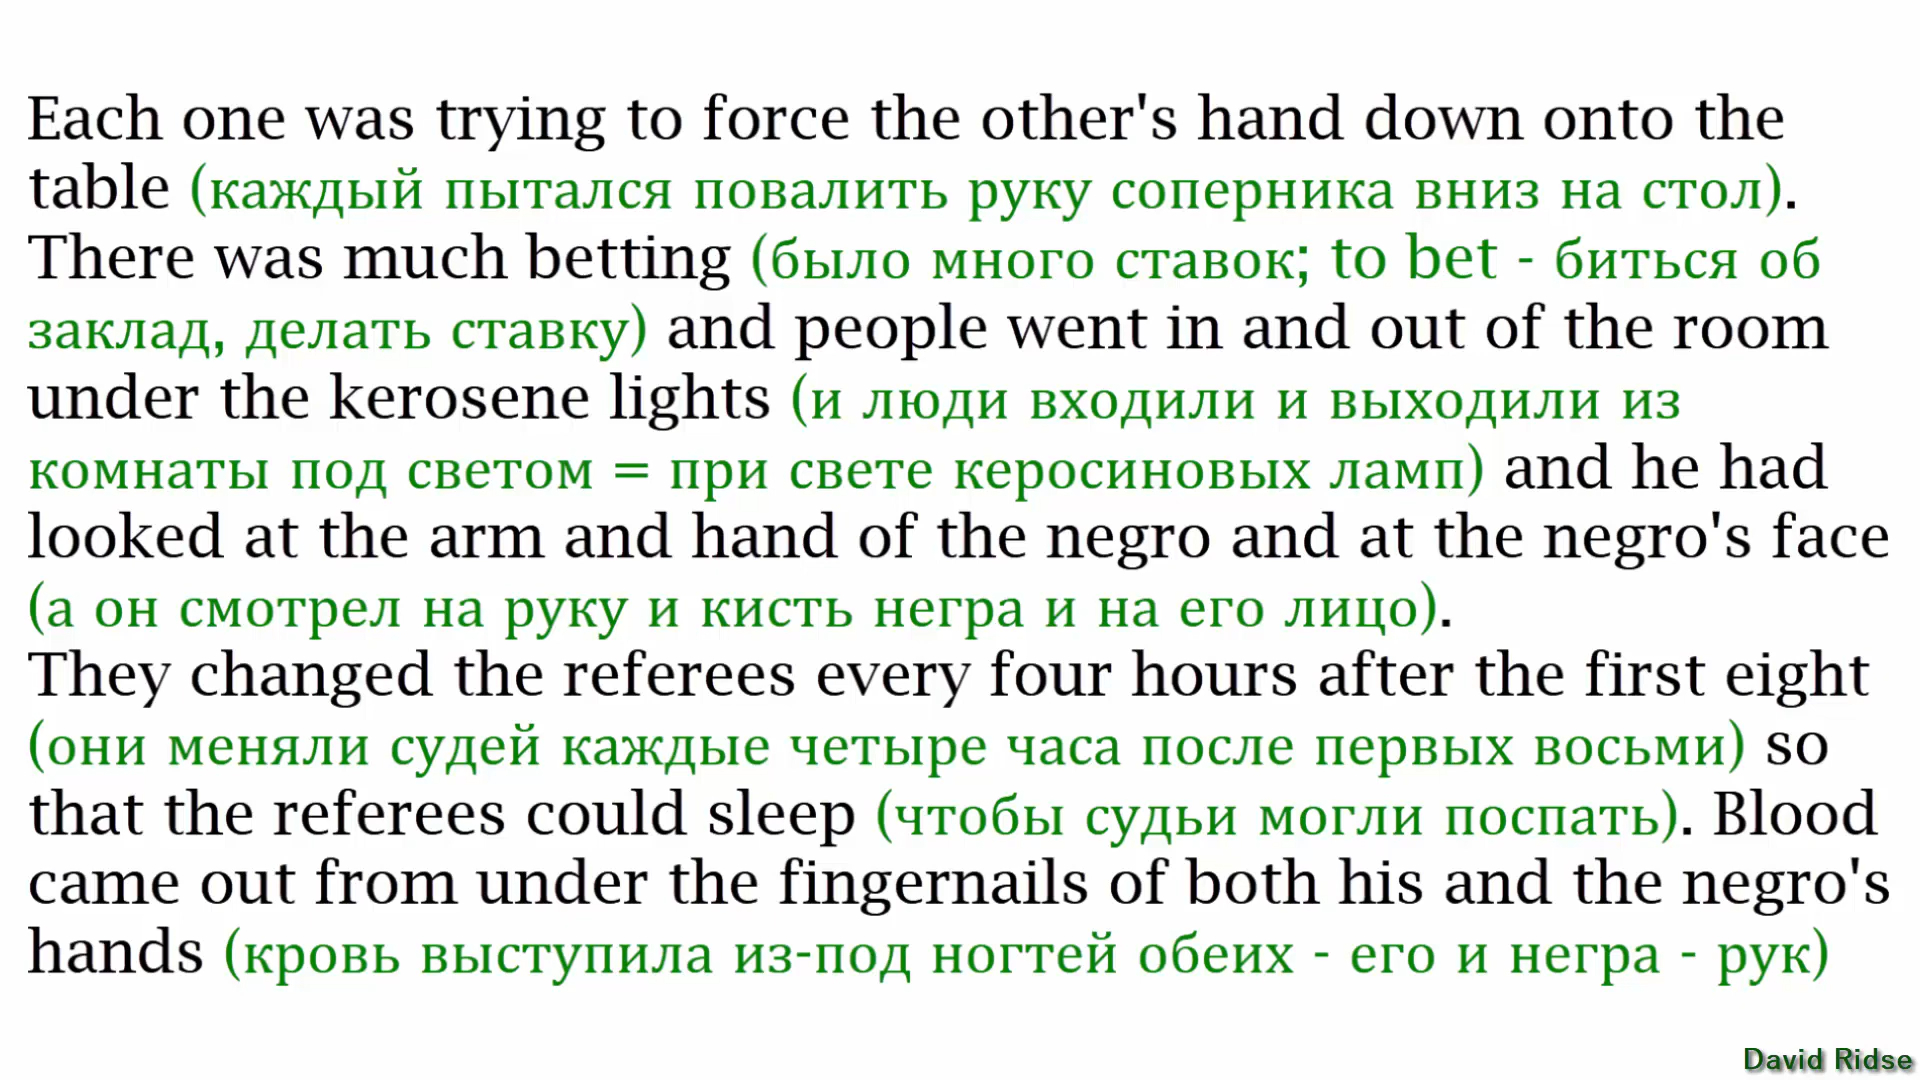 Each one was trying to force the other's hand down onto the
table (каждый пытался повалить руку соперника вниз на стол).
There was much betting (было много ставок; to bet - биться об
заклад, делать ставку) and people went in and out of the room
under the kerosene lights (и люди входили и выходили из
комнаты под светом = при свете керосиновых ламп) and he had
looked at the arm and hand of the negro and at the negro's face
(а он смотрел на руку и кисть негра и на его лицо).
They changed the referees every four hours after the first eight
(они меняли судей каждые четыре часа после первых восьми) so
that the referees could sleep (чтобы судьи могли поспать). Blood
came out from under the fingernails of both his and the negro's
hands (кровь выступила из-под ногтей обеих - его и негра - рук)
David Ridse